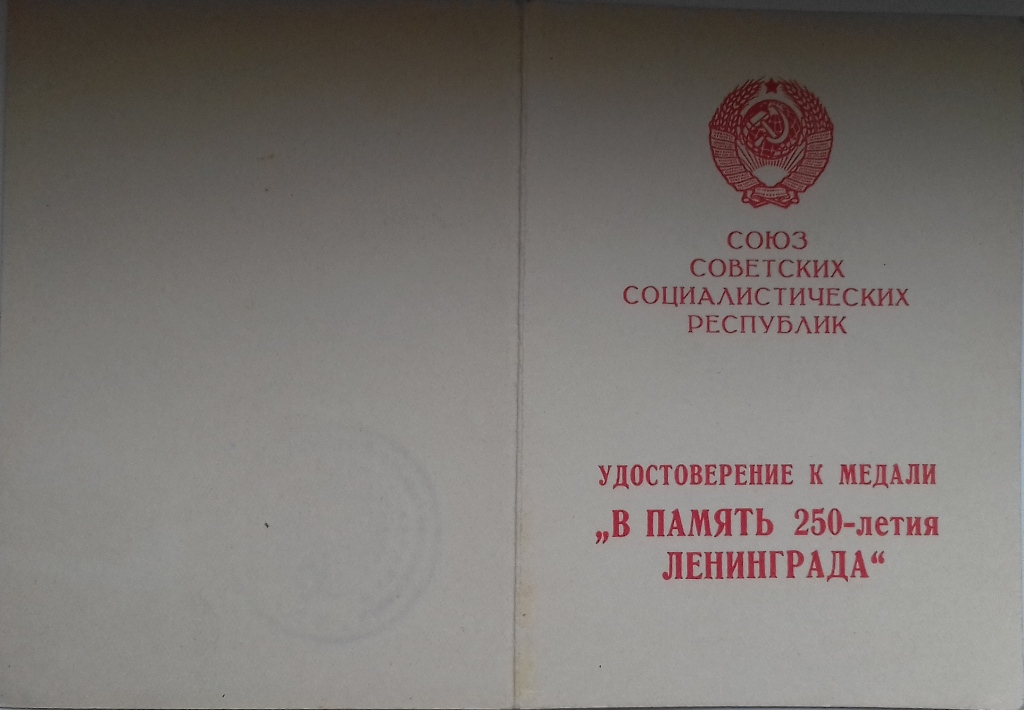 СОЮЗ
СОВЕТСКИХ
СОЦИАЛИСТИЧЕСКИХ
РЕСПУБЛИК
УДОСТОВЕРЕНИЕ К МЕДАЛИ
„В ПАМЯТЬ 250-летия
ЛЕНИНГРАДА“